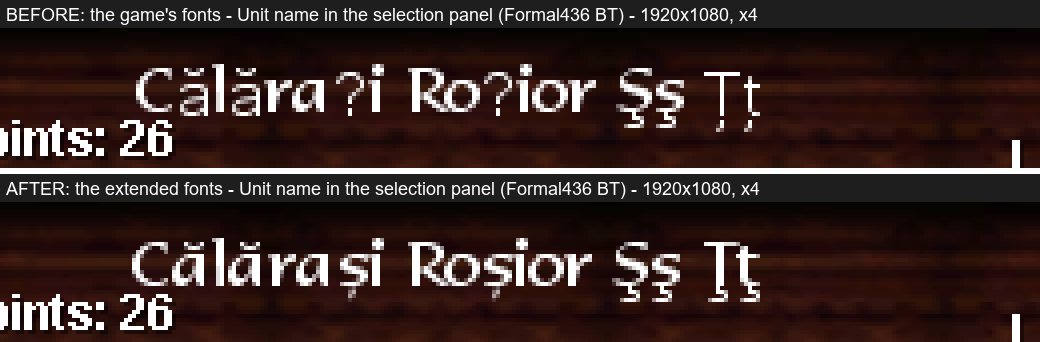 BEFORE: the game's fonts - Unit name in the selection panel (Formal436 BT) - 1920x1080, x4
Călăra?i Ro?ior Şş Ţţ
oints: 26
AFTER: the extended fonts - Unit name in the selection panel (Formal436 BT) - 1920x1080, x4
Călărași Roșior Şş Ţţ
oints: 26